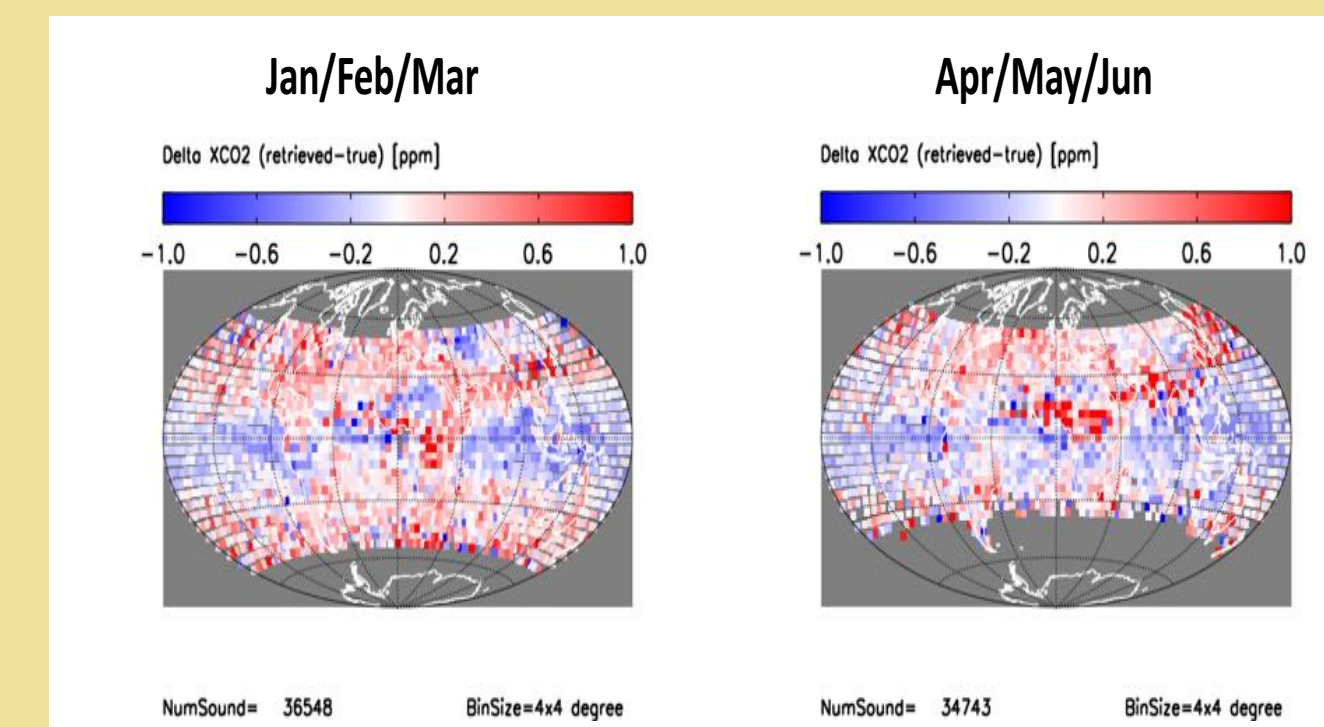 Jan/Feb/Mar
Delta XCO2 (retrieved-true) [ppm]
-1.0 -0.6 -0.2 0.2 0.6 1.0
NumSound= 36548 BinSize=4x4 degree
Apr/May/Jun
Delta XCO2 (retrieved-true) [ppm]
-1.0 -0.6 -0.2 0.2 0.6 1.0
NumSound= 34743 BinSize=4x4 degree